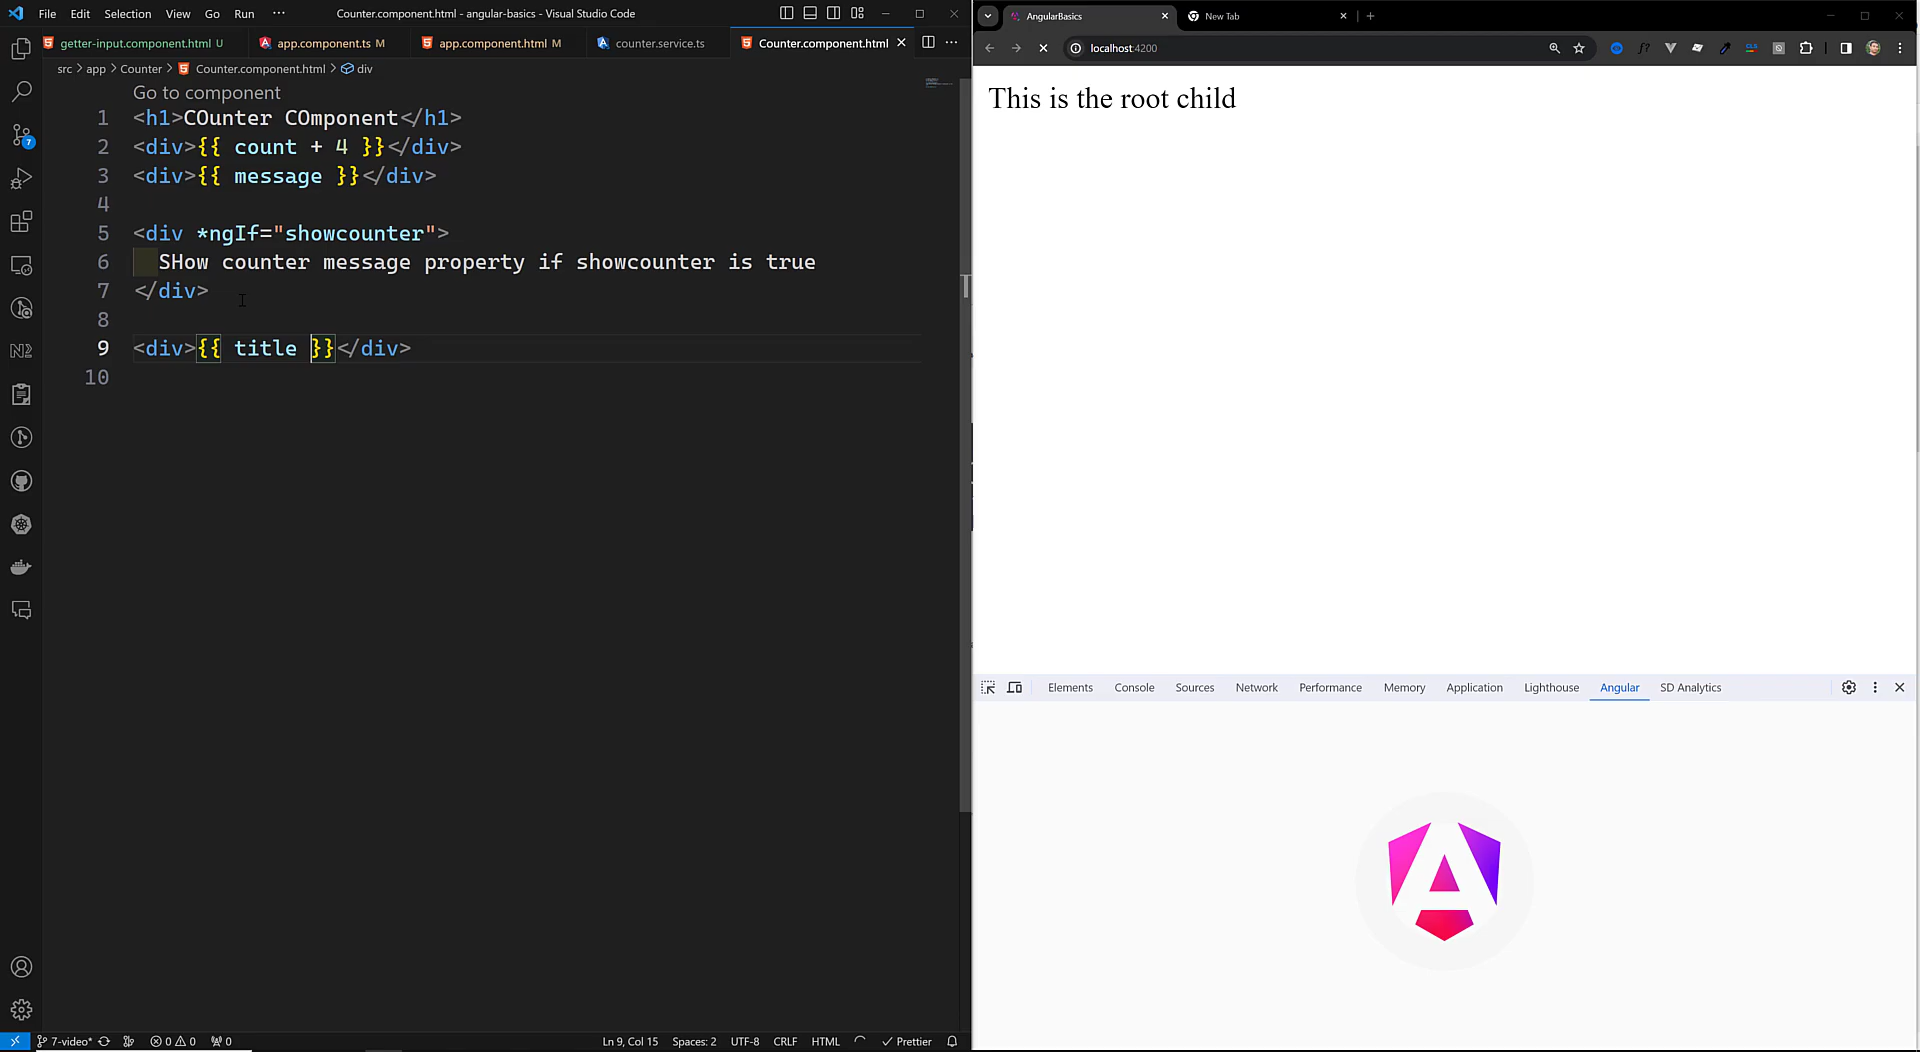 File Edit Selection View Go Run ··· Counter.component.html - angular-basics - Visual Studio Code
getter-input.component.html U app.component.ts M app.component.html M counter.service.ts Counter.component.html
src > app > Counter > Counter.component.html > div
Go to component
1 <h1>COunter COmponent</h1>
2 <div>{{ count + 4 }}</div>
3 <div>{{ message }}</div>
4
5 <div *ngIf="showcounter">
6 SHow counter message property if showcounter is true
7 </div>
8
9 <div>{{ title }}</div>
10
7
7-video* 0 0 0 Ln 9, Col 15 Spaces: 2 UTF-8 CRLF HTML Prettier
AngularBasics New Tab
localhost:4200
This is the root child
Elements Console Sources Network Performance Memory Application Lighthouse Angular SD Analytics